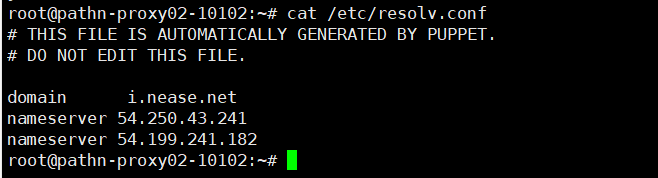 root@pathn-proxy02-10102:~# cat /etc/resolv.conf
# THIS FILE IS AUTOMATICALLY GENERATED BY PUPPET.
# DO NOT EDIT THIS FILE.
domain      i.nease.net
nameserver 54.250.43.241
nameserver 54.199.241.182
root@pathn-proxy02-10102:~#